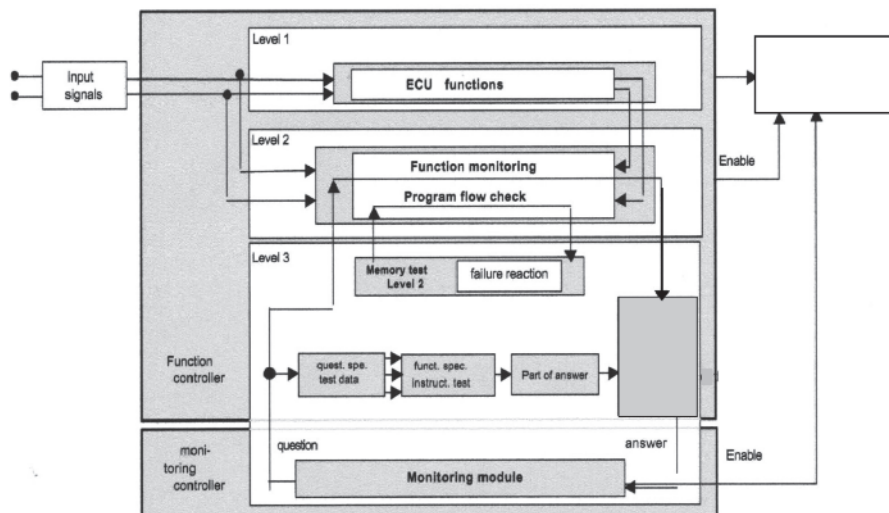 Level 1
Input
signals
ECU functions
Level 2
Function monitoring
Enable
Program flow check
Level 3
Memory test
Level 2
failure reaction
Function
controller
quest. spe.
test data
funct. spec.
instruct. test
Part of answer
question
answer
moni-
toring
controller
Enable
Monitoring module